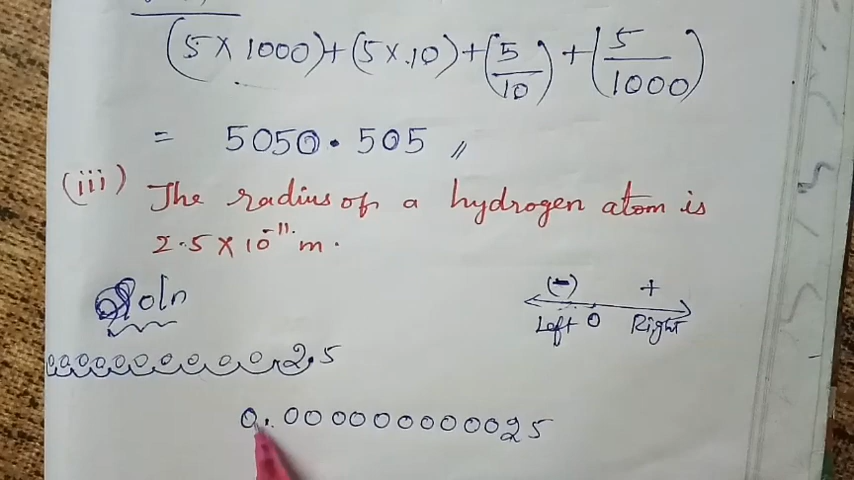 (5 × 1000) + (5 × 10) + (5/10) + (5/1000)
= 5050.505 //
(iii) The radius of a hydrogen atom is
2.5 × 10⁻¹¹ m.
Soln
(-) +
Left 0 Right
0000000000.2.5
0.000000000025